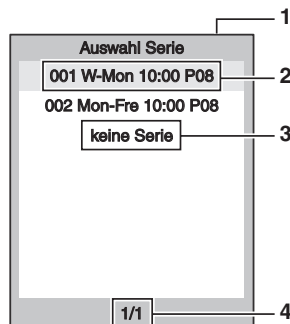 1
Auswahl Serie
001 W-Mon 10:00 P08
2
002 Mon-Fre 10:00 P08
keine Serie
3
1/1
4